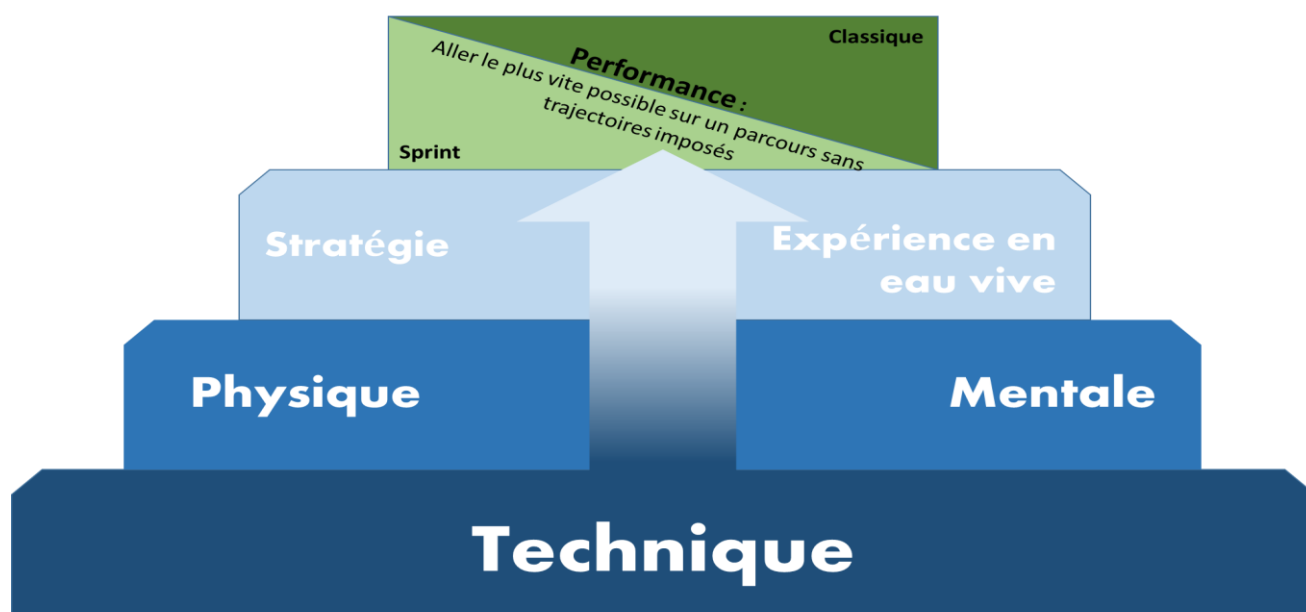 Classique
Performance :
Aller le plus vite possible sur un parcours sans
trajectoires imposés
Sprint
Stratégie
Expérience en
eau vive
Physique
Mentale
Technique